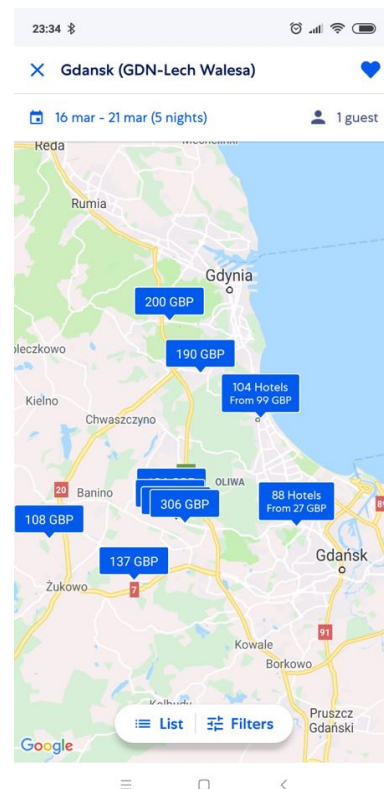 23:34
Gdansk (GDN-Lech Walesa)
16 mar - 21 mar (5 nights)
1 guest
Reda
Rumia
Gdynia
200 GBP
190 GBP
104 Hotels
From 99 GBP
Kielno
Chwaszczyno
OLIWA
20
Banino
306 GBP
88 Hotels
From 27 GBP
108 GBP
137 GBP
Gdańsk
Żukowo
7
91
Kowale
Borkowo
List
Filters
Pruszcz
Gdański
Google